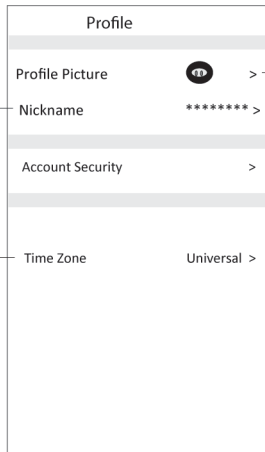 Profile
Profile Picture >
Nickname ******** >
Account Security >
Time Zone Universal >